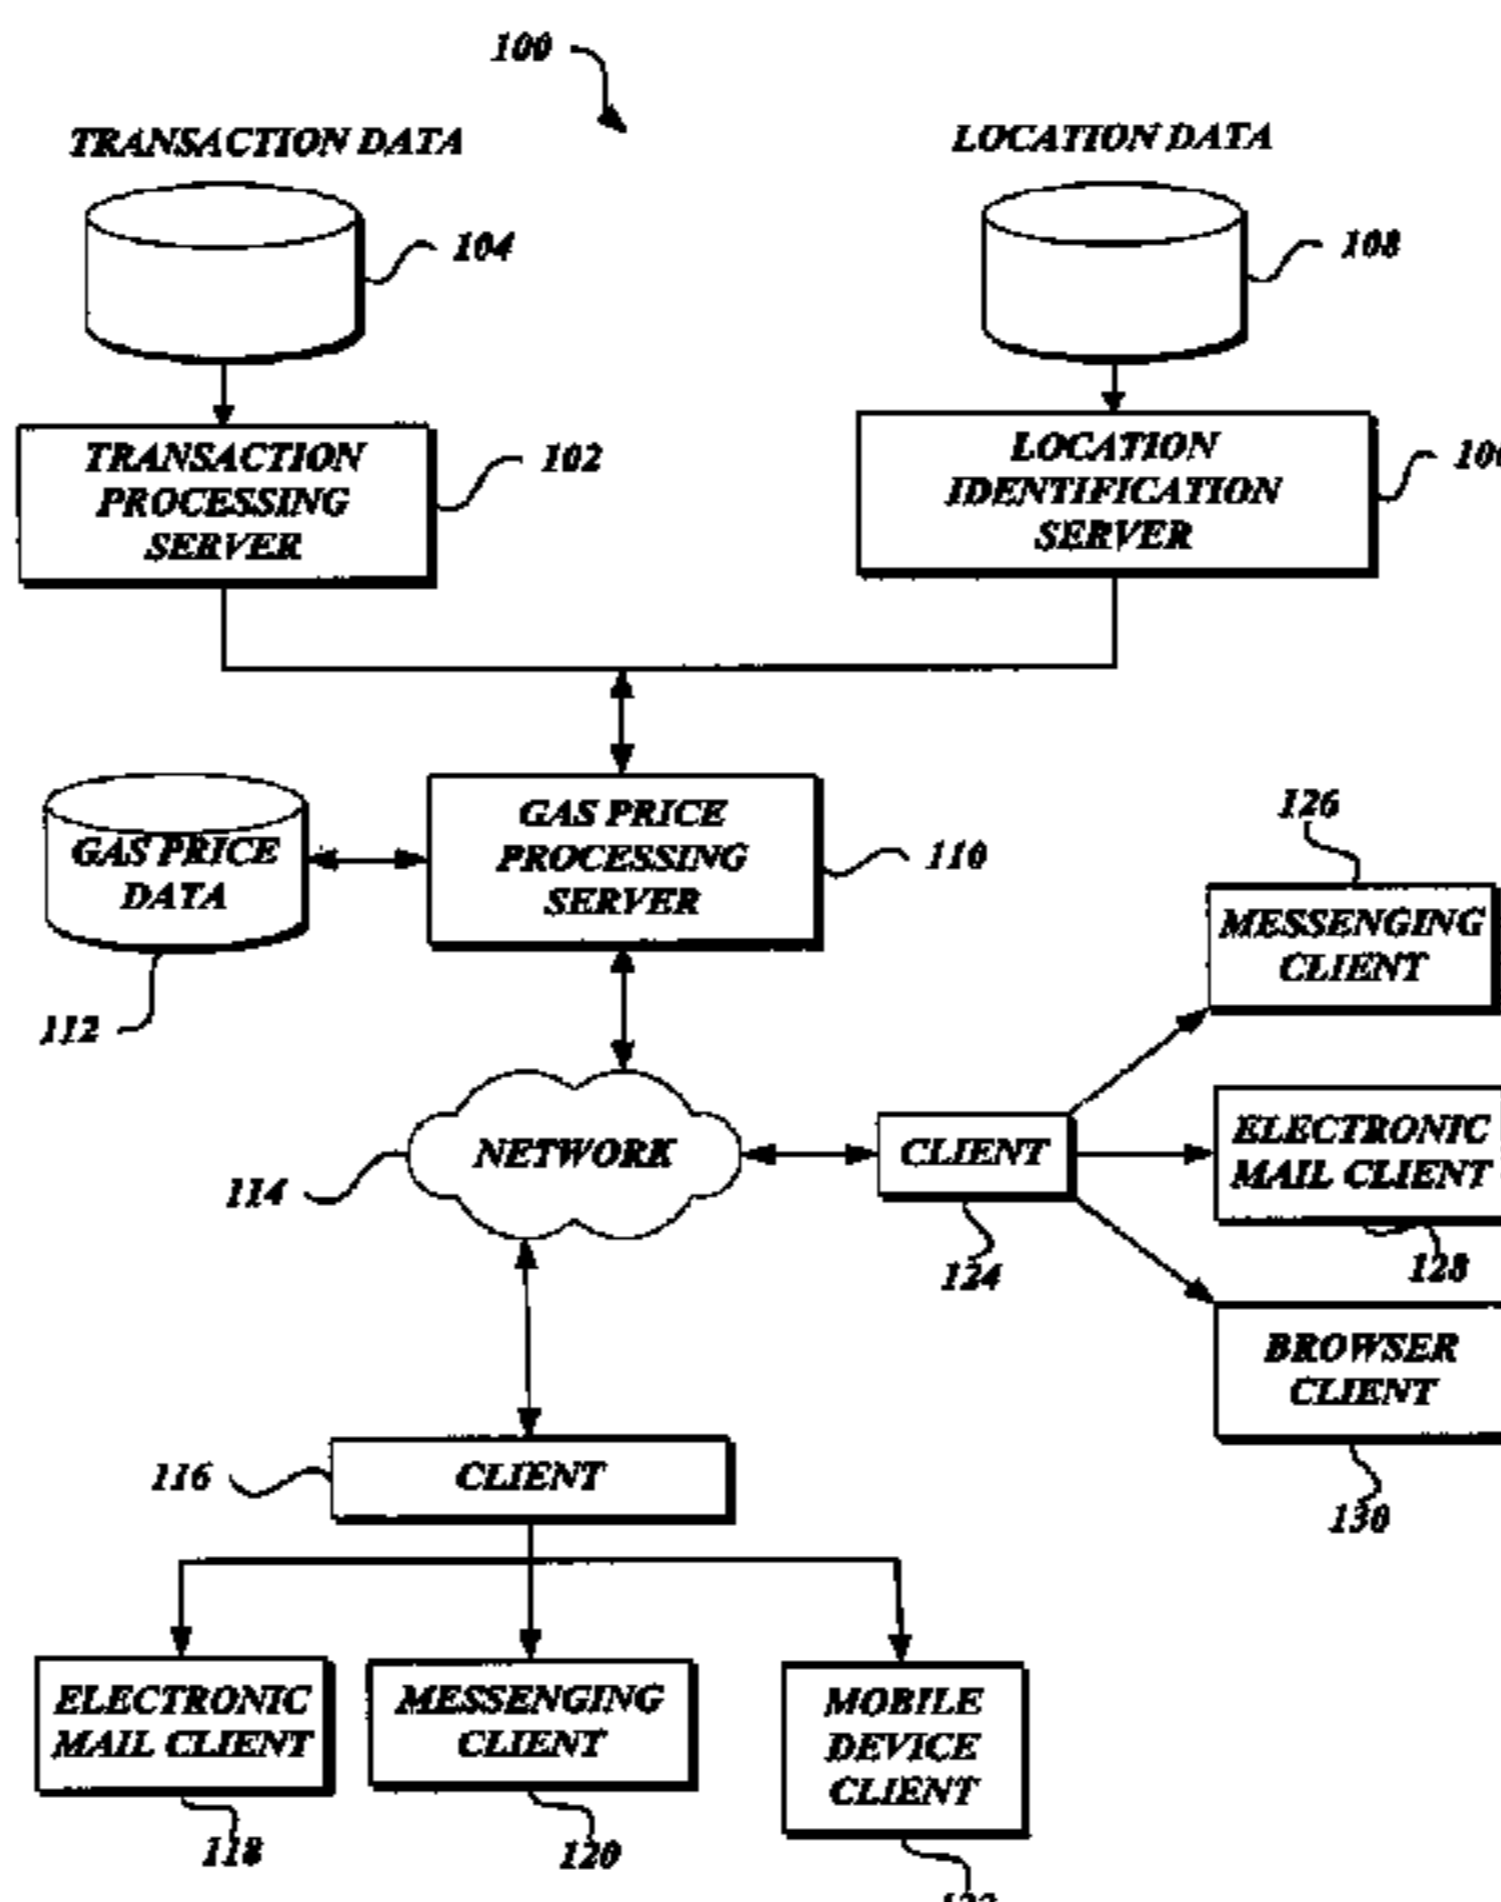 100
TRANSACTION DATA
LOCATION DATA
104
108
TRANSACTION
PROCESSING
SERVER
102
LOCATION
IDENTIFICATION
SERVER
GAS PRICE
PROCESSING
SERVER
110
GAS PRICE
DATA
112
126
MESSENGING
CLIENT
NETWORK
114
CLIENT
124
ELECTRONIC
MAIL CLIENT
128
BROWSER
CLIENT
130
116
CLIENT
ELECTRONIC
MAIL CLIENT
118
MESSENGING
CLIENT
120
MOBILE
DEVICE
CLIENT